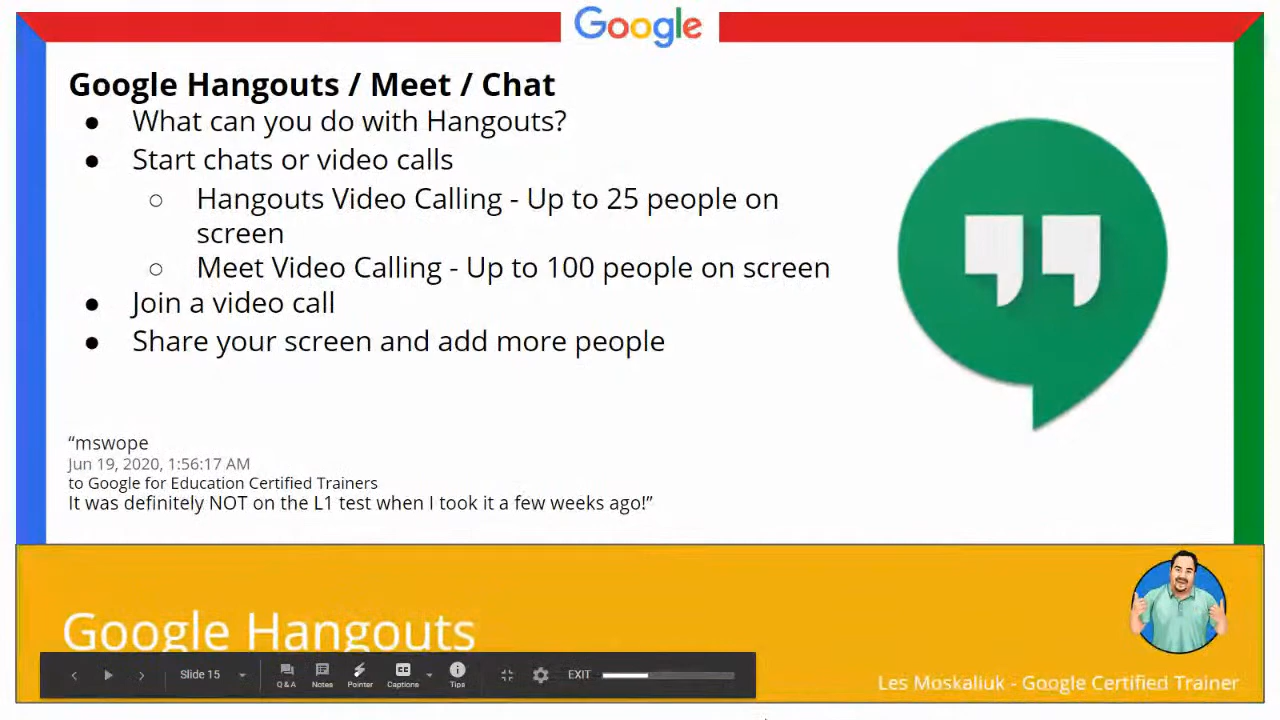 Google
Google Hangouts / Meet / Chat
● What can you do with Hangouts?
● Start chats or video calls
○ Hangouts Video Calling - Up to 25 people on
screen
○ Meet Video Calling - Up to 100 people on screen
● Join a video call
● Share your screen and add more people
“mswope
Jun 19, 2020, 1:56:17 AM
to Google for Education Certified Trainers
It was definitely NOT on the L1 test when I took it a few weeks ago!”
Google Hangouts
Slide 15
Q & A
Notes
Pointer
CC
Captions
Tips
EXIT
Les Moskaliuk - Google Certified Trainer